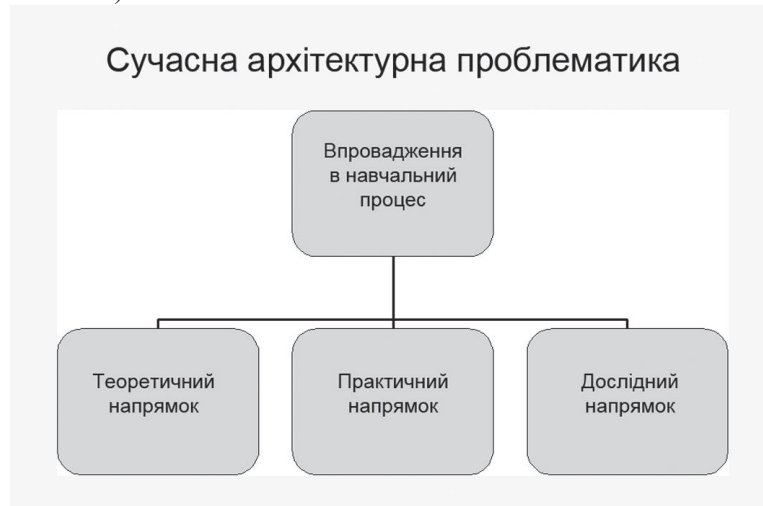 Сучасна архітектурна проблематика
Впровадження
в навчальний
процес
Теоретичний
напрямок
Практичний
напрямок
Дослідний
напрямок